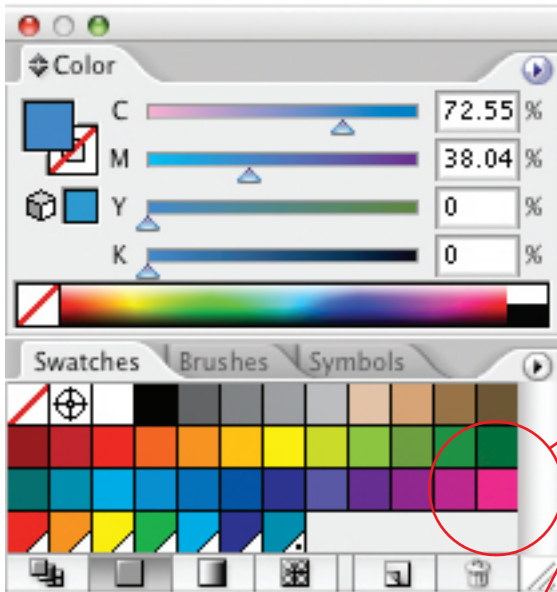 Color
C 72.55 %
M 38.04 %
Y 0 %
K 0 %
Swatches Brushes Symbols